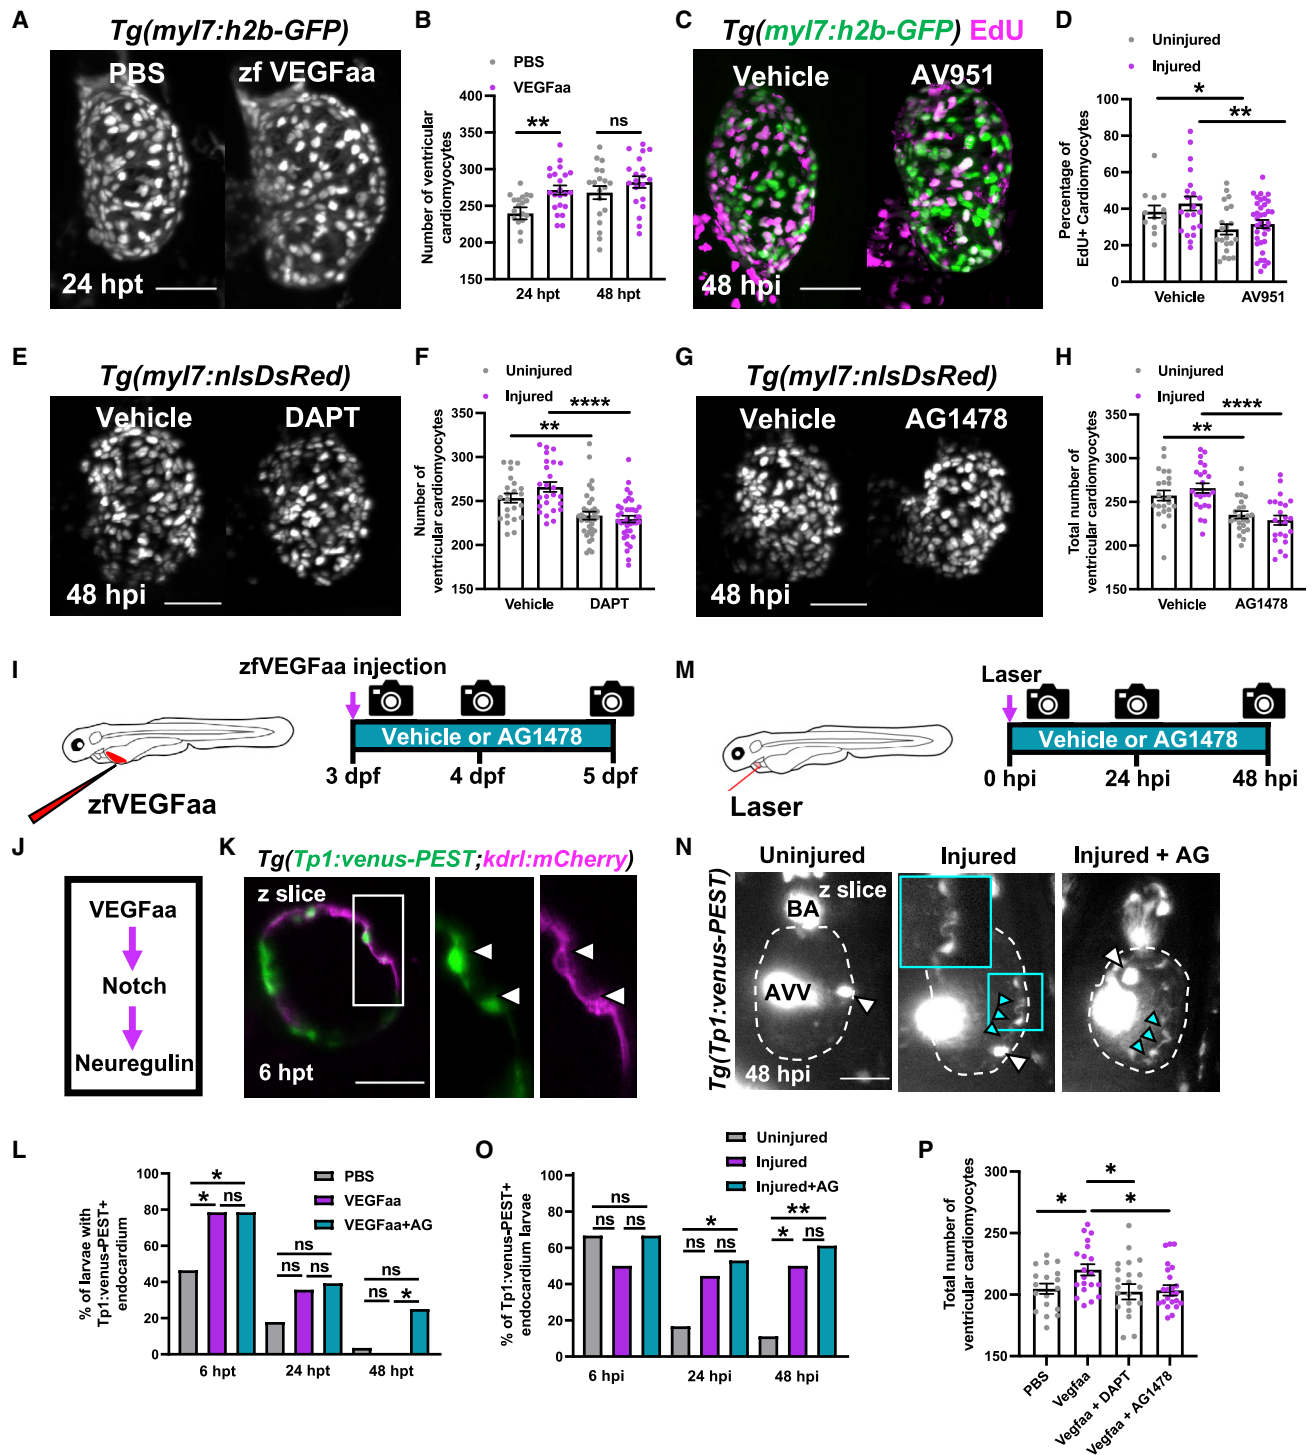 A
Tg(myl7:h2b-GFP)
PBS
zf VEGFaa
24 hpt
B
PBS
VEGFaa
Number of ventricular
cardiomyocytes
400
350
300
250
200
150
**
ns
24 hpt
48 hpt
C
Tg(myl7:h2b-GFP) EdU
Vehicle
AV951
48 hpi
D
Uninjured
Injured
Percentage of
EdU+ Cardiomyocytes
100
80
60
40
20
0
*
**
Vehicle
AV951
E
Tg(myl7:nlsDsRed)
Vehicle
DAPT
48 hpi
F
Uninjured
Injured
Number of
ventricular cardiomyocytes
350
300
250
200
150
****
**
Vehicle
DAPT
G
Tg(myl7:nlsDsRed)
Vehicle
AG1478
48 hpi
H
Uninjured
Injured
Total number of
ventricular cardiomyocytes
350
300
250
200
150
****
**
Vehicle
AG1478
I
zfVEGFaa injection
Vehicle or AG1478
3 dpf
4 dpf
5 dpf
zfVEGFaa
M
Laser
Vehicle or AG1478
0 hpi
24 hpi
48 hpi
Laser
J
VEGFaa
Notch
Neuregulin
K
Tg(Tp1:venus-PEST;kdrl:mCherry)
z slice
6 hpt
N
Tg(Tp1:venus-PEST)
Uninjured
Injured
Injured + AG
z slice
BA
AVV
48 hpi
L
% of larvae with
Tp1:venus-PEST+
endocardium
100
80
60
40
20
0
PBS
VEGFaa
VEGFaa+AG
*
*
ns
ns
ns
ns
ns
ns
*
6 hpt
24 hpt
48 hpt
O
Uninjured
Injured
Injured+AG
% of Tp1:venus-PEST+
endocardium larvae
100
80
60
40
20
0
ns
ns
ns
*
ns
ns
**
*
ns
6 hpi
24 hpi
48 hpi
P
Total number of
ventricular cardiomyocytes
300
250
200
150
*
*
*
PBS
Vegfaa
Vegfaa + DAPT
Vegfaa + AG1478